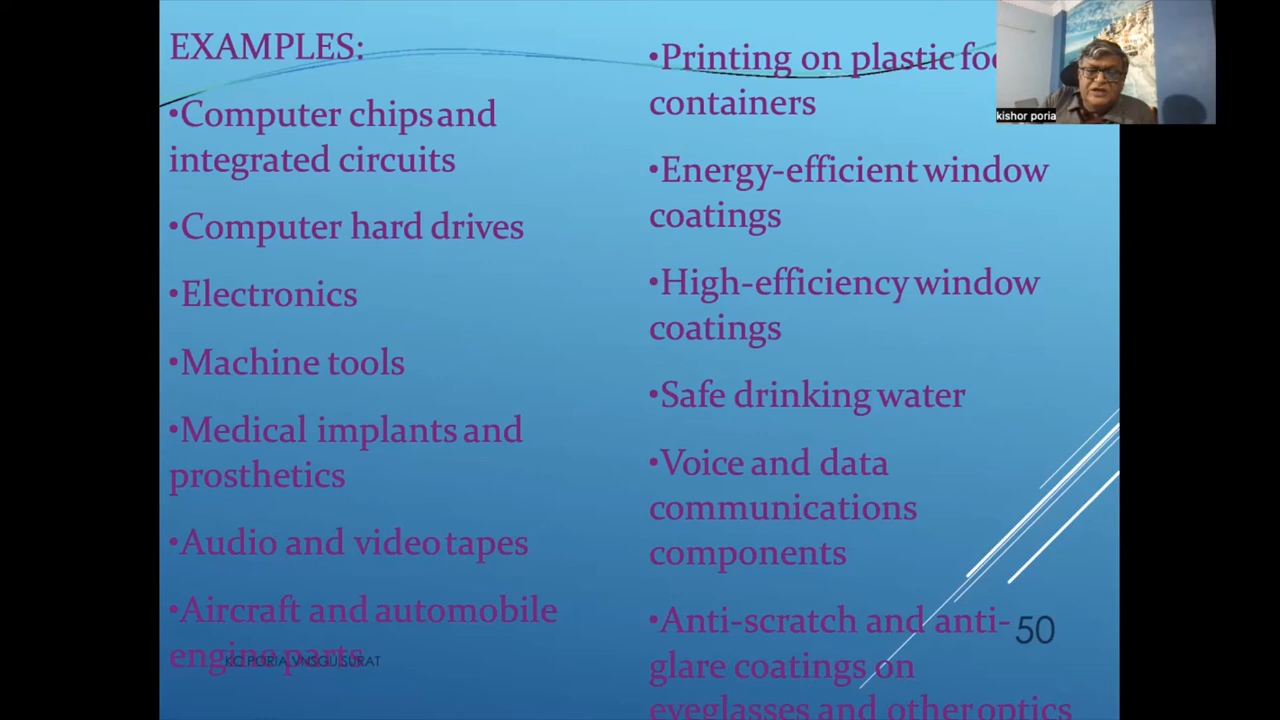 EXAMPLES:
•Computer chips and
integrated circuits
•Computer hard drives
•Electronics
•Machine tools
•Medical implants and
prosthetics
•Audio and video tapes
•Aircraft and automobile
engine parts
KC PORIA,VNSGU,SURAT
•Printing on plastic
containers
•Energy-efficient window
coatings
•High-efficiency window
coatings
•Safe drinking water
•Voice and data
communications
components
•Anti-scratch and anti-
glare coatings on
eyeglasses and other optics
50
kishor poria